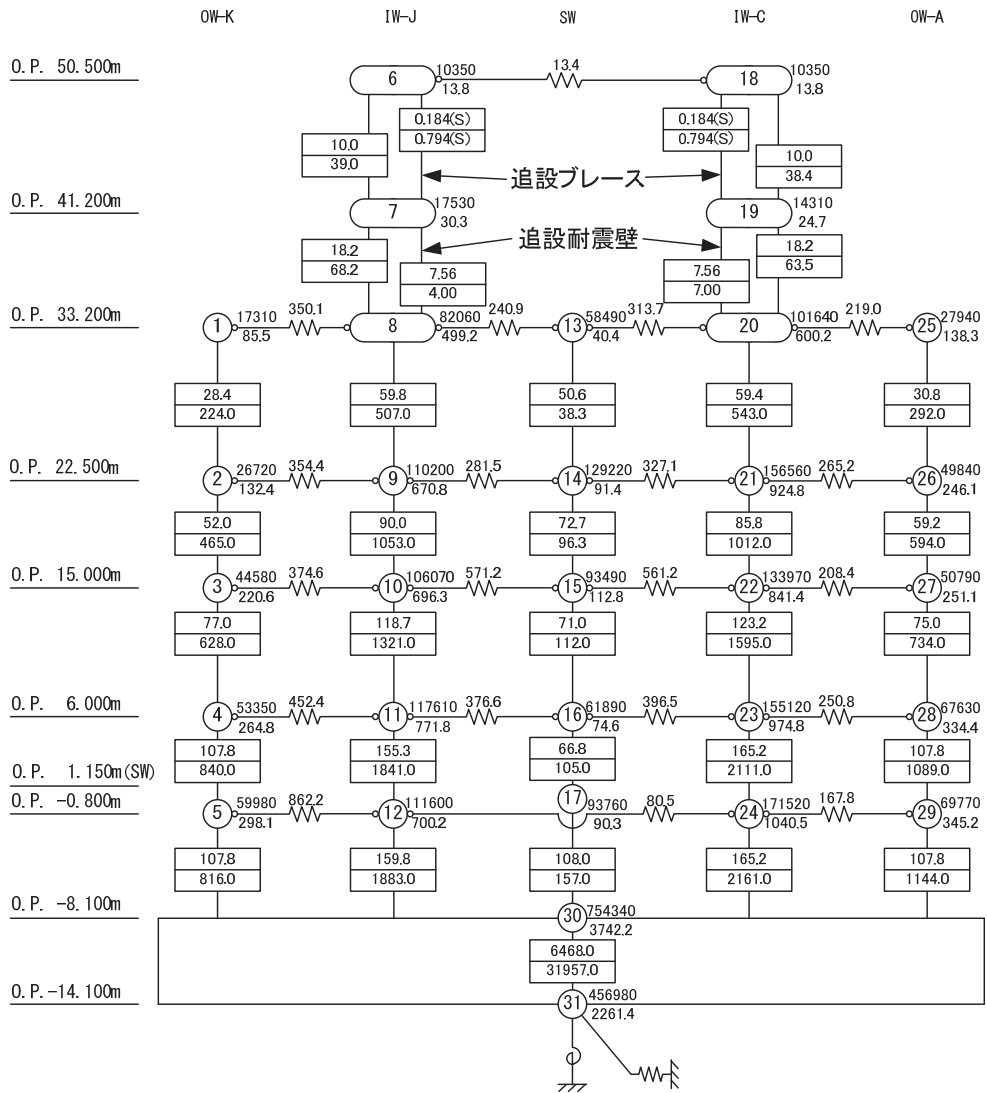 OW-K IW-J SW IW-C OW-A
O.P. 50.500m
6 10350 13.4 18 10350
13.8 13.8
0.184(S) 0.184(S)
0.794(S) 0.794(S)
10.0 10.0
39.0 38.4
追設ブレース
O.P. 41.200m
7 17530 19 14310
30.3 24.7
追設耐震壁
18.2 18.2
68.2 63.5
7.56 7.56
4.00 7.00
O.P. 33.200m
1 17310 350.1 8 82060 240.9 13 58490 313.7 20 101640 219.0 25 27940
85.5 499.2 40.4 600.2 138.3
28.4 59.8 50.6 59.4 30.8
224.0 507.0 38.3 543.0 292.0
O.P. 22.500m
2 26720 354.4 9 110200 281.5 14 129220 327.1 21 156560 265.2 26 49840
132.4 670.8 91.4 924.8 246.1
52.0 90.0 72.7 85.8 59.2
465.0 1053.0 96.3 1012.0 594.0
O.P. 15.000m
3 44580 374.6 10 106070 571.2 15 93490 561.2 22 133970 208.4 27 50790
220.6 696.3 112.8 841.4 251.1
77.0 118.7 71.0 123.2 75.0
628.0 1321.0 112.0 1595.0 734.0
O.P. 6.000m
4 53350 452.4 11 117610 376.6 16 61890 396.5 23 155120 250.8 28 67630
264.8 771.8 74.6 974.8 334.4
107.8 155.3 66.8 165.2 107.8
840.0 1841.0 105.0 2111.0 1089.0
O.P. 1.150m(SW)
O.P. -0.800m
5 59980 862.2 12 111600 17 93760 80.5 24 171520 167.8 29 69770
298.1 700.2 90.3 1040.5 345.2
107.8 159.8 108.0 165.2 107.8
816.0 1883.0 157.0 2161.0 1144.0
O.P. -8.100m
30 754340
3742.2
6468.0
31957.0
O.P.-14.100m
31 456980
2261.4